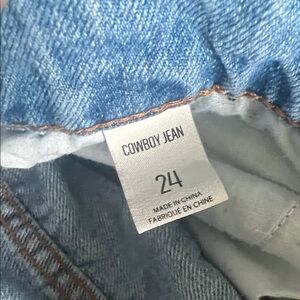 COWBOY JEAN
24
MADE IN CHINA
FABRIQUÉ EN CHINE